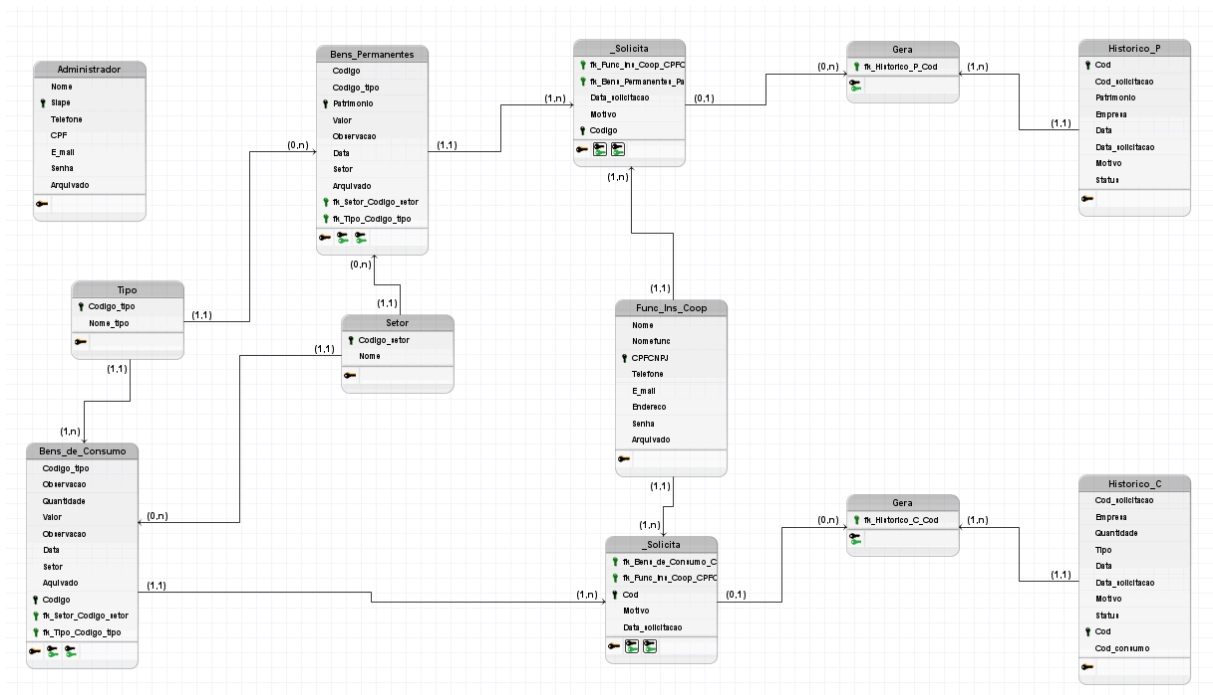 Administrador
Nome
Siape
Telefone
CPF
E_mail
Senha
Arquivado
Bens_Permanentes
Codigo
Codigo_tipo
Patrimonio
Valor
Observacao
Data
Setor
Arquivado
fk_Setor_Codigo_setor
fk_Tipo_Codigo_tipo
(0,n)
(1,1)
(0,n)
(1,n)
_Solicita
fk_Func_Ins_Coop_CPFC
fk_Bens_Permanentes_Pa
Data_solicitacao
Motivo
Codigo
(0,1)
(1,n)
(0,n)
Gera
fk_Historico_P_Cod
(1,n)
(1,1)
Historico_P
Cod
Cod_solicitacao
Patrimonio
Empresa
Data
Data_solicitacao
Motivo
Status
Tipo
Codigo_tipo
Nome_tipo
(1,1)
(1,1)
(1,1)
Setor
Codigo_setor
Nome
(1,1)
(1,1)
Func_Ins_Coop
Nome
Nomefunc
CPFCNPJ
Telefone
E_mail
Endereco
Senha
Arquivado
(1,1)
(1,n)
Bens_de_Consumo
Codigo_tipo
Observacao
Quantidade
Valor
Observacao
Data
Setor
Aquivado
Codigo
fk_Setor_Codigo_setor
fk_Tipo_Codigo_tipo
(0,n)
(1,1)
(1,n)
(1,n)
_Solicita
fk_Bens_de_Consumo_C
fk_Func_Ins_Coop_CPFC
Cod
Motivo
Data_solicitacao
(0,1)
(0,n)
Gera
fk_Historico_C_Cod
(1,n)
(1,1)
Historico_C
Cod_solicitacao
Empresa
Quantidade
Tipo
Data
Data_solicitacao
Motivo
Status
Cod
Cod_consumo